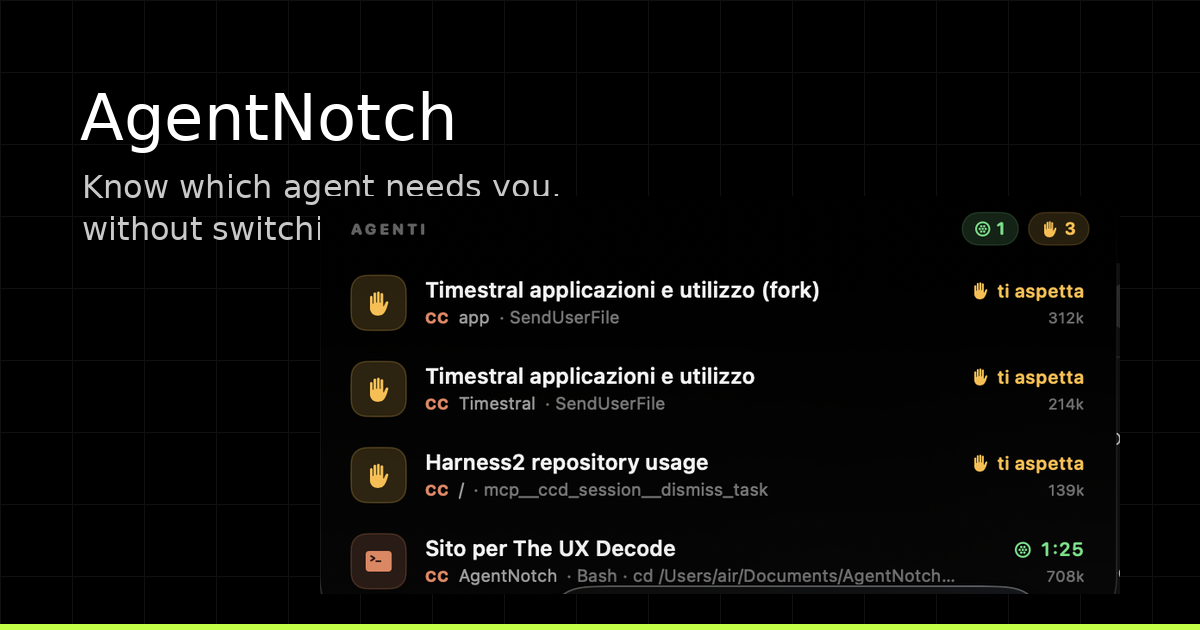 AgentNotch
Know which agent needs you.
without switchi
AGENTI
1
3
Timestral applicazioni e utilizzo (fork)
ti aspetta
CC app · SendUserFile
312k
Timestral applicazioni e utilizzo
ti aspetta
CC Timestral · SendUserFile
214k
Harness2 repository usage
ti aspetta
CC / · mcp__ccd_session__dismiss_task
139k
Sito per The UX Decode
1:25
CC AgentNotch · Bash · cd /Users/air/Documents/AgentNotch…
708k